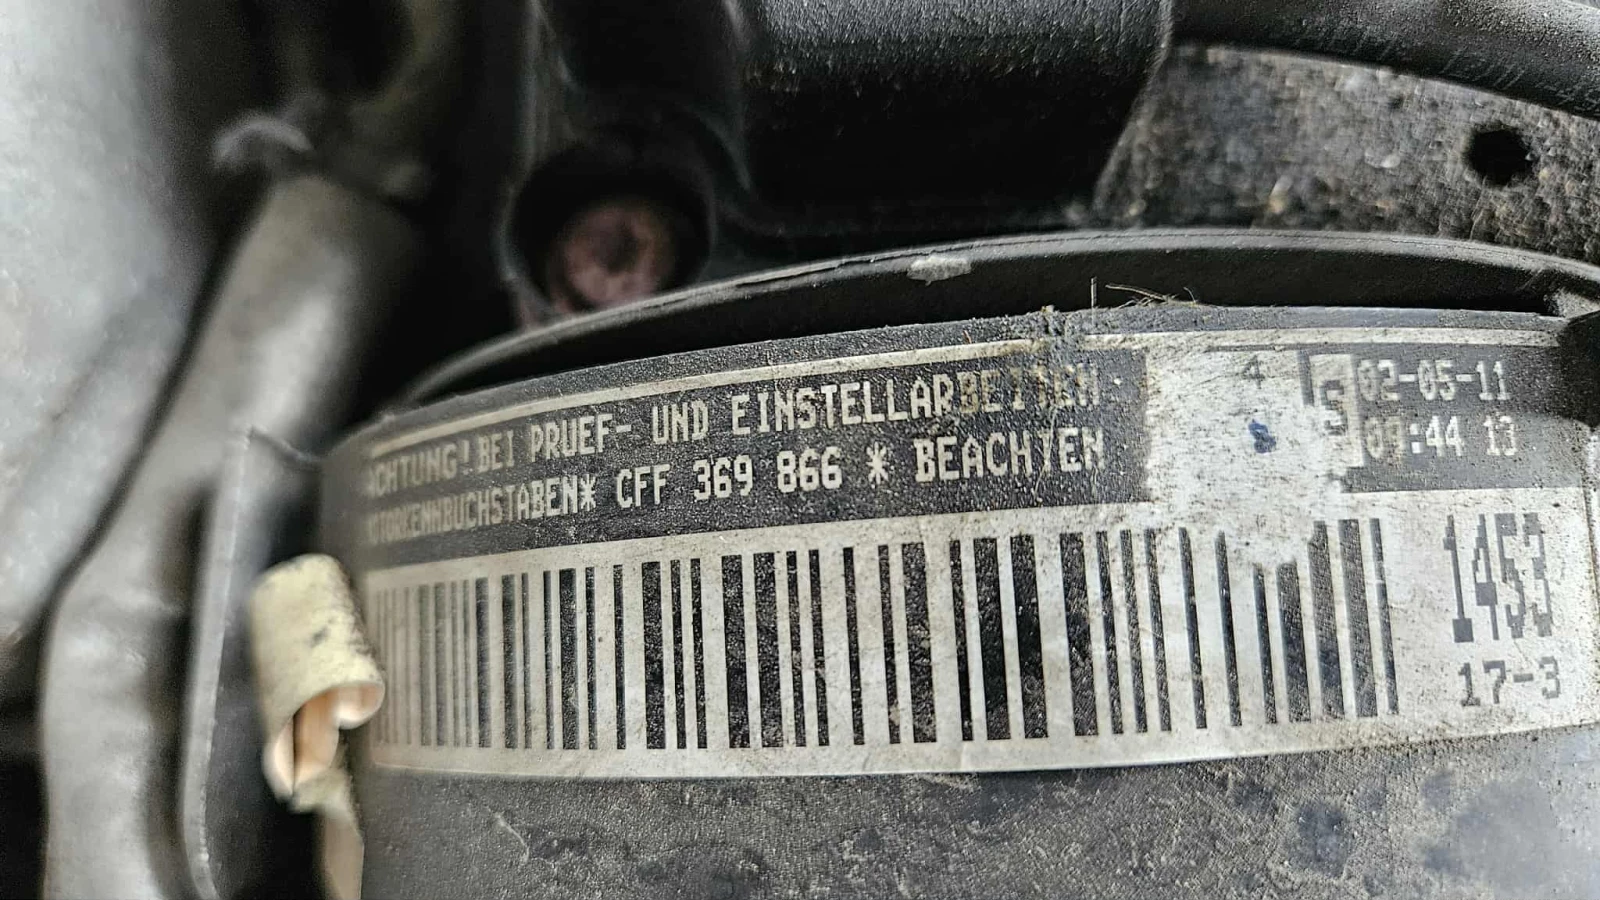 ACHTUNG! BEI PRUEF- UND EINSTELLARBEITEN
MOTORKENNBUCHSTABEN* CFF 369 866 * BEACHTEN
4
S
02-05-11
09:44 13
1453
17-3